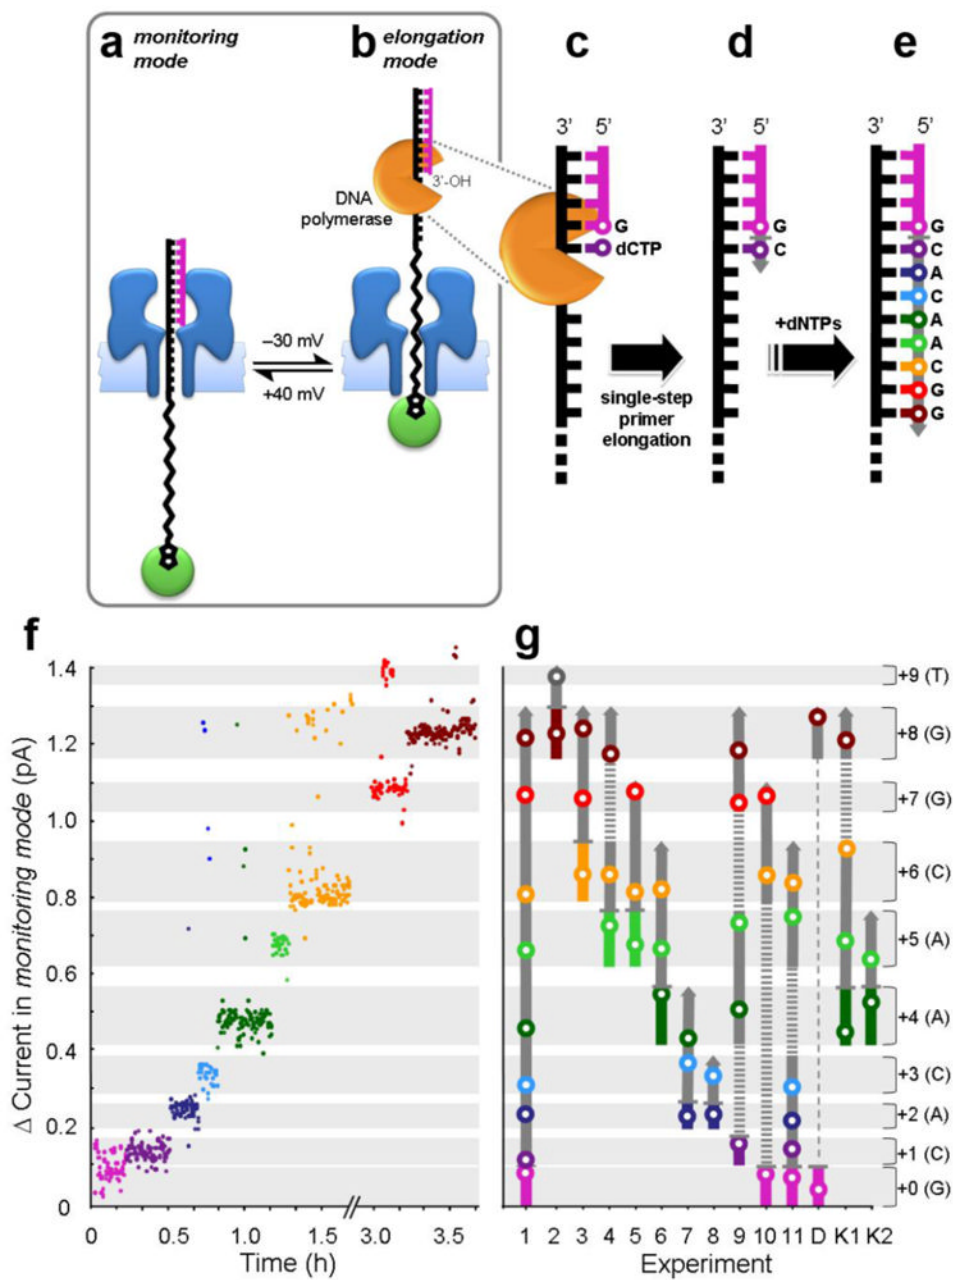 a monitoring mode
b elongation mode
c
d
e
3' 5'
3' 5'
3' 5'
3'-OH
DNA polymerase
G
dCTP
G
C
G
C
A
C
A
A
C
G
G
–30 mV
+40 mV
single-step primer elongation
+dNTPs
f
g
Δ Current in monitoring mode (pA)
1.4
1.2
1.0
0.8
0.6
0.4
0.2
0
0.0 0.5 1.0 1.5 3.0 3.5
Time (h)
+9 (T)
+8 (G)
+7 (G)
+6 (C)
+5 (A)
+4 (A)
+3 (C)
+2 (A)
+1 (C)
+0 (G)
1 2 3 4 5 6 7 8 9 10 11 D K1 K2
Experiment